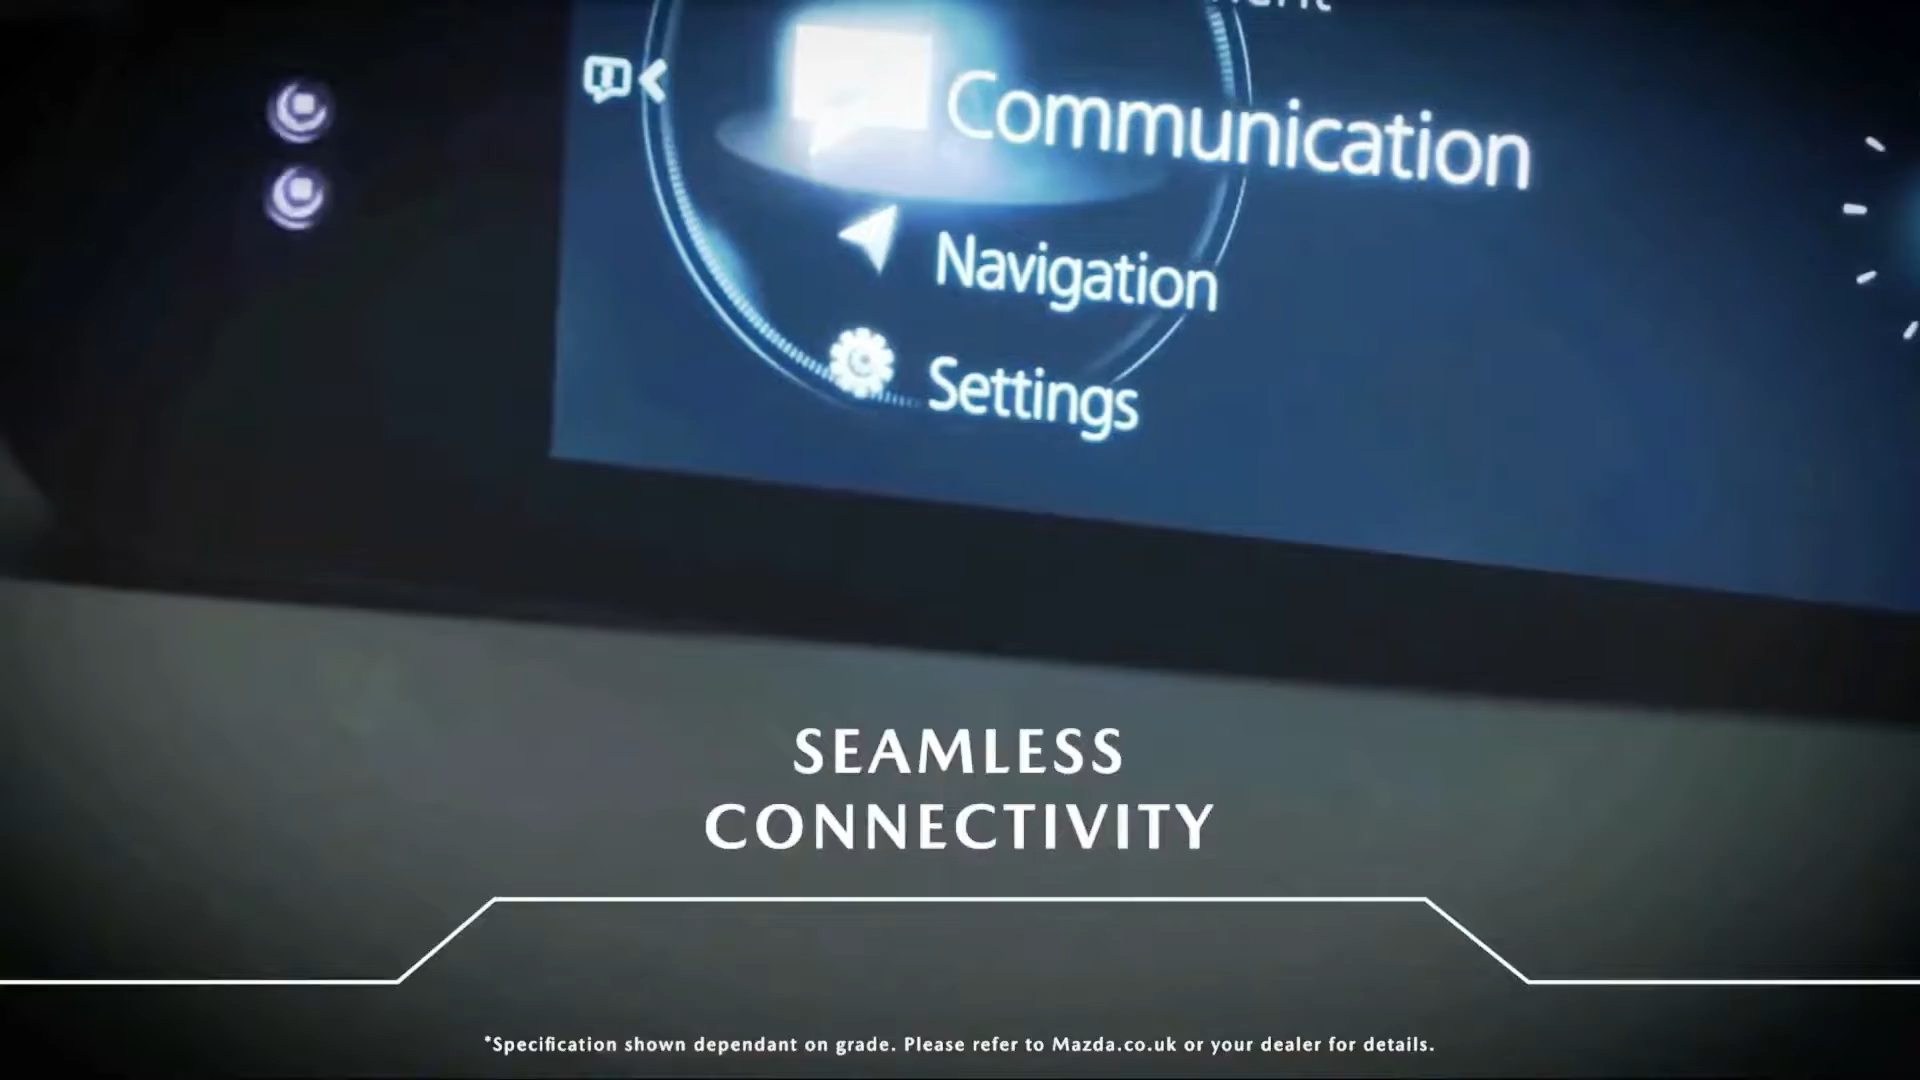 Communication
Navigation
Settings
SEAMLESS
CONNECTIVITY
*Specification shown dependant on grade. Please refer to Mazda.co.uk or your dealer for details.